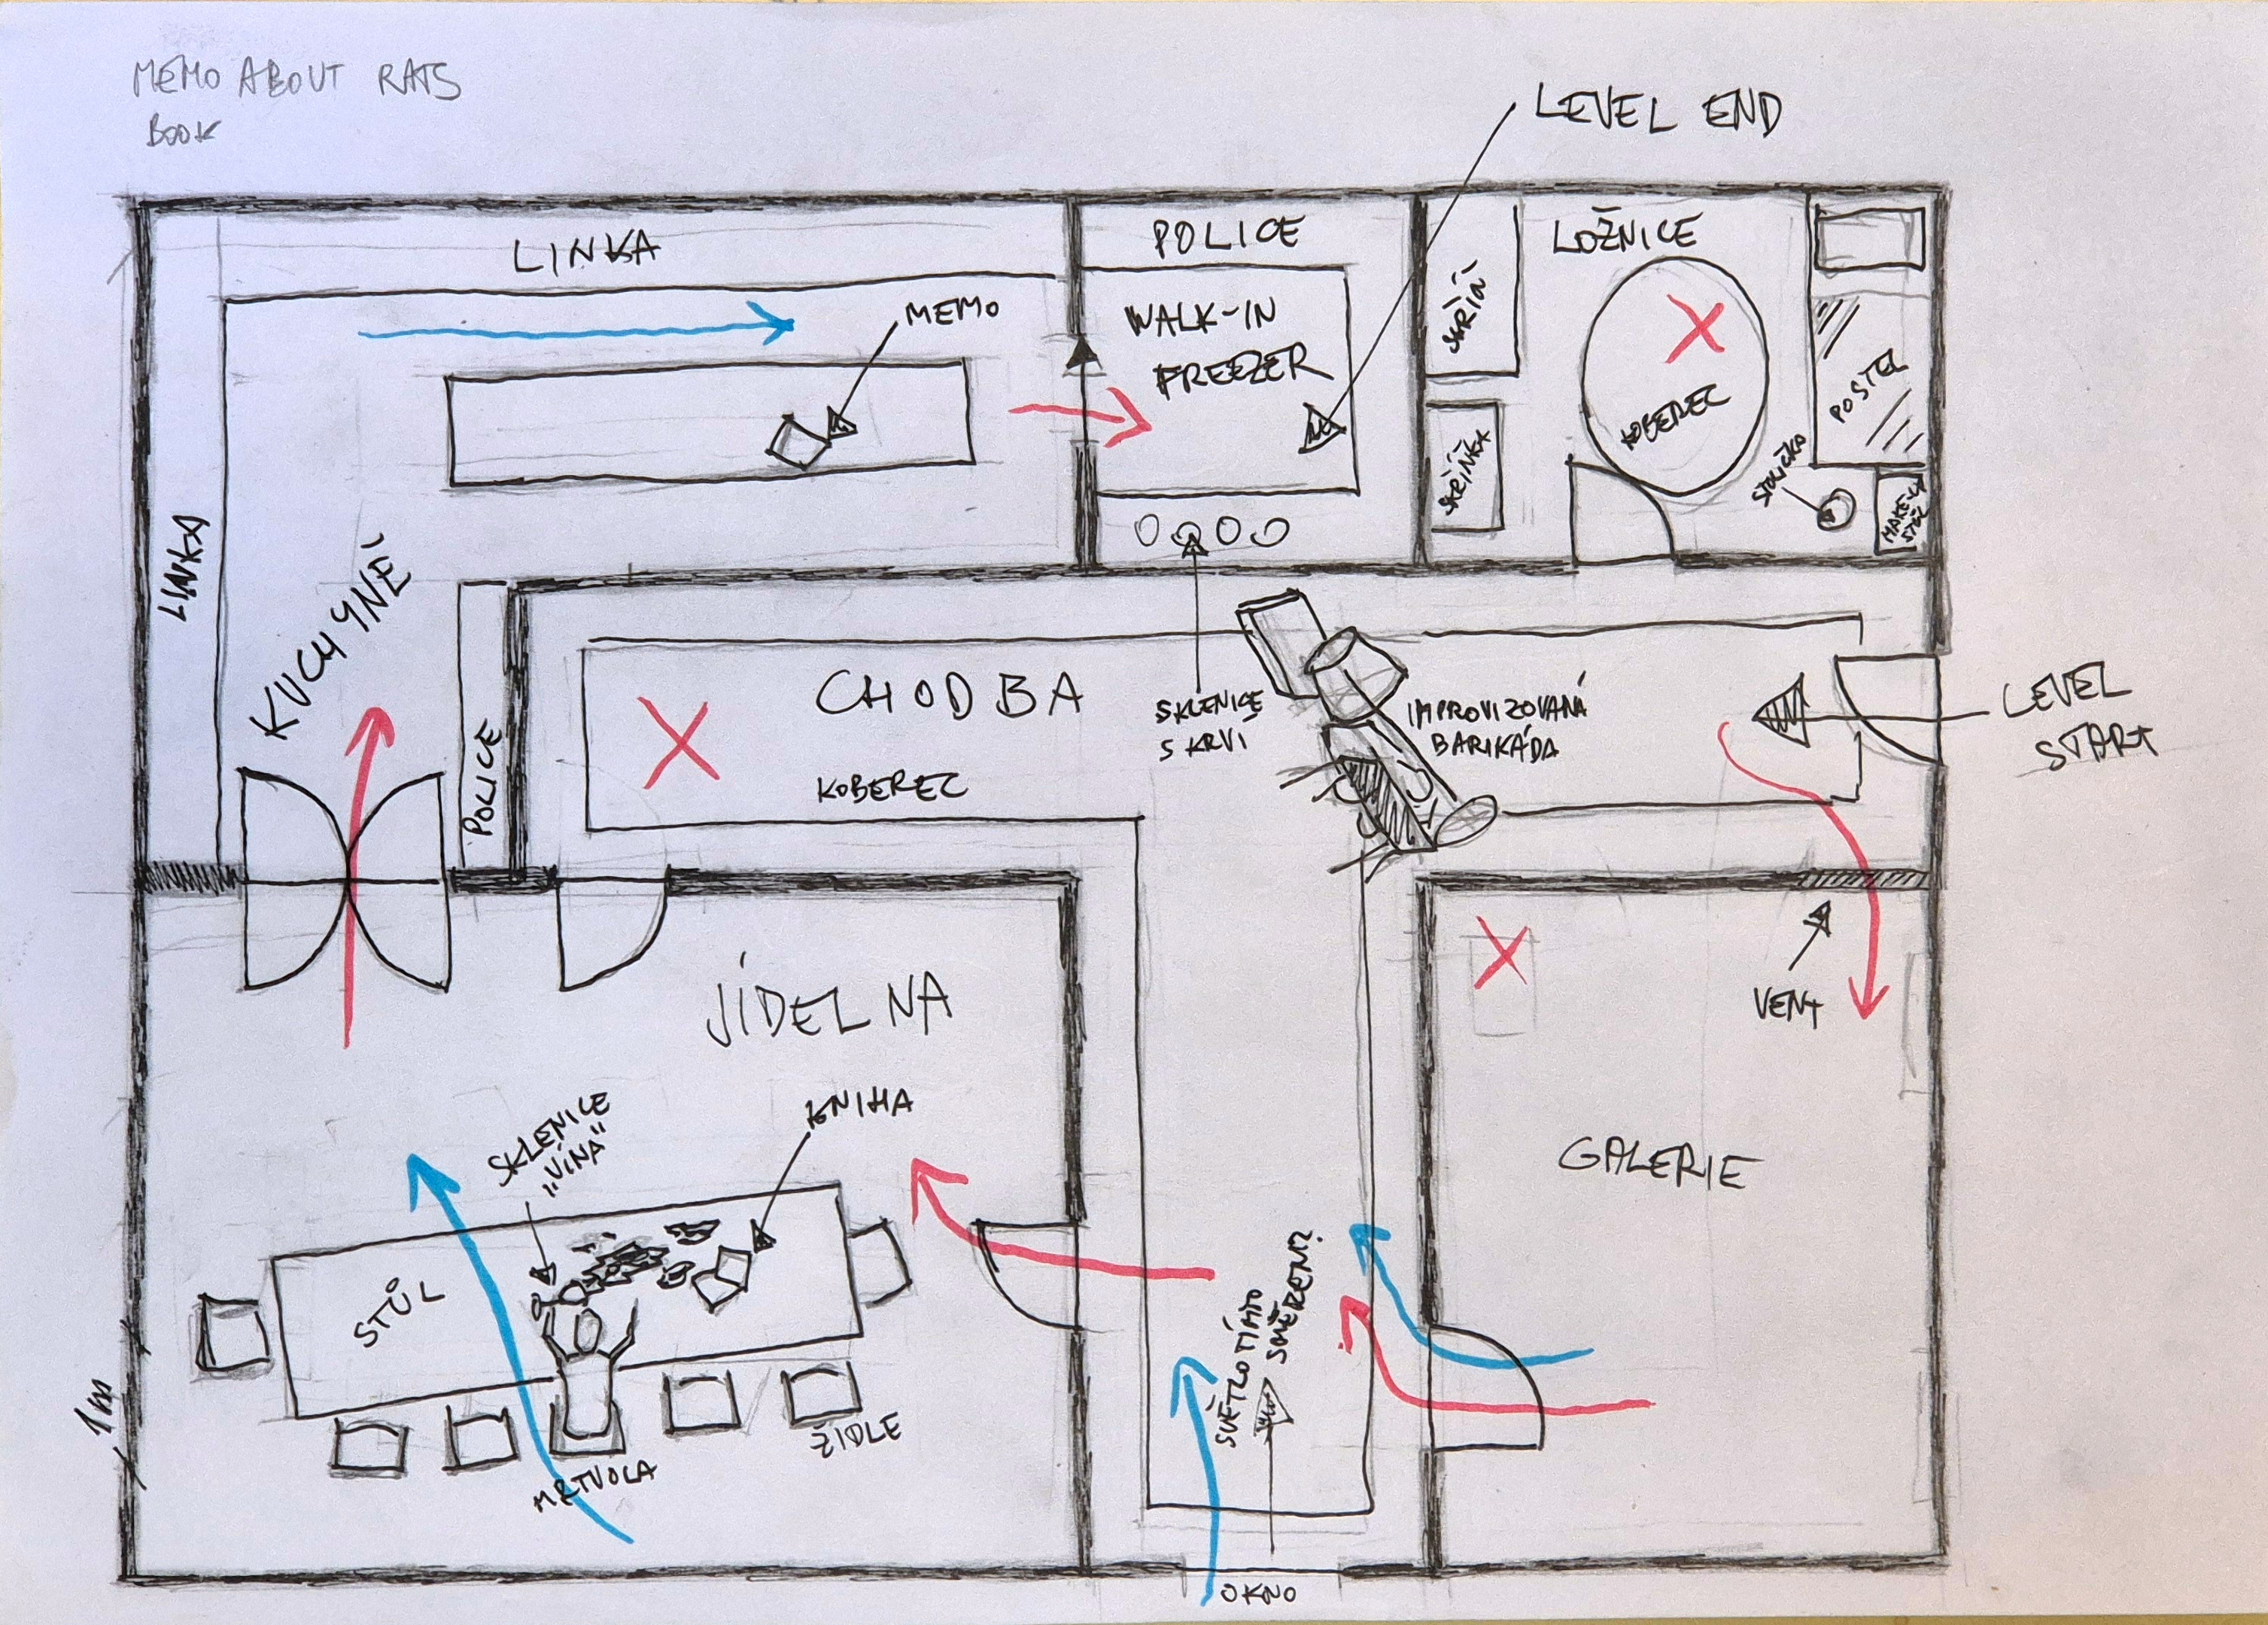 MEMO ABOUT RATS
BOOK
LEVEL END
LINKA
POLICE
LOŽNICE
MEMO
WALK-IN
FREEZER
SKŘÍŇ
KOBEREC
POSTEL
SKŘÍŇKA
STOLIČKA
MAKE-UP
STŮL
LINKA
KUCHYNĚ
POLICE
CHODBA
KOBEREC
SKLENICE
S KRVÍ
IMPROVIZOVANÁ
BARIKÁDA
LEVEL
START
JÍDELNA
VENT
SKLENICE
„VÍNA“
KNIHA
GALERIE
STŮL
SVĚTLO TÍMTO
SMĚREM?
1m
MRTVOLA
ŽIDLE
OKNO